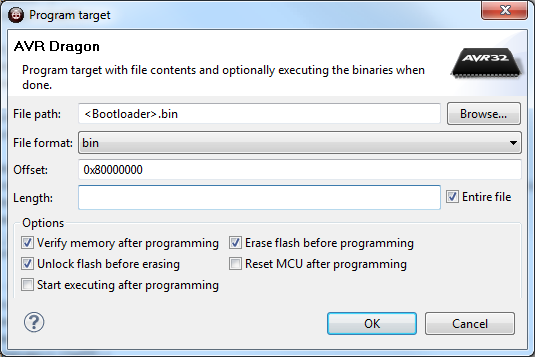 Program target
AVR Dragon
Program target with file contents and optionally executing the binaries when
done.
AVR32
File path: <Bootloader>.bin Browse...
File format: bin
Offset: 0x80000000
Length: Entire file
Options
Verify memory after programming Erase flash before programming
Unlock flash before erasing Reset MCU after programming
Start executing after programming
? OK Cancel